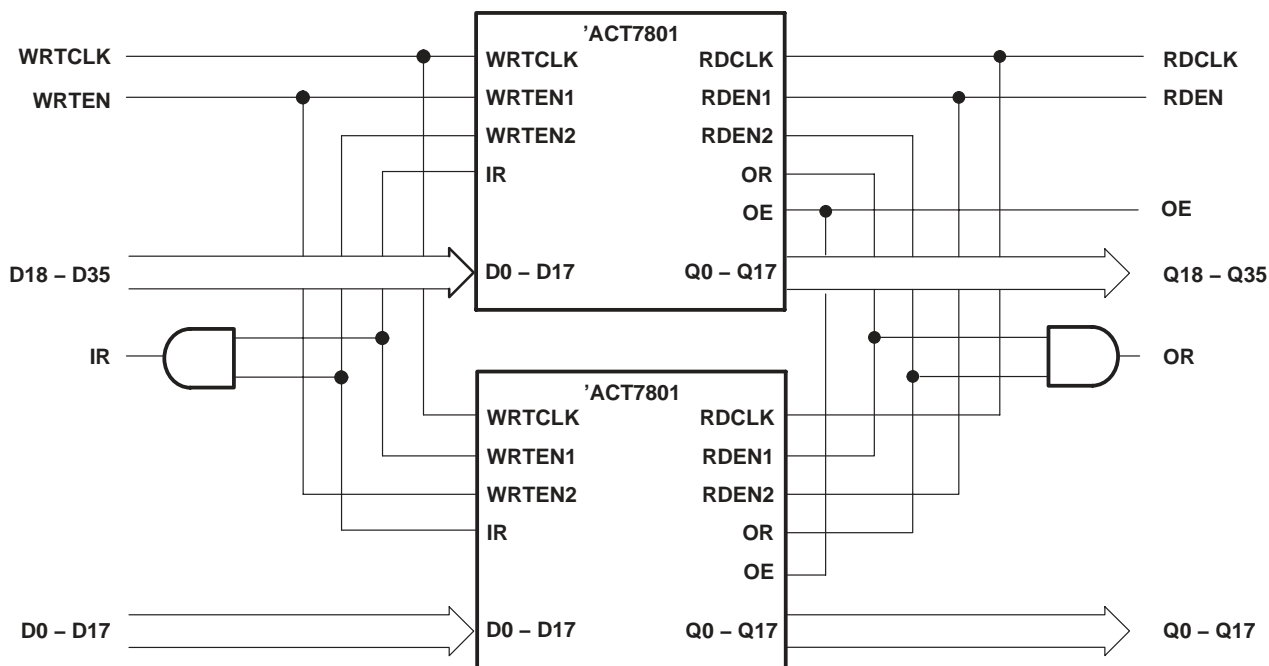 'ACT7801
WRTCLK WRTCLK RDCLK RDCLK
WRTEN WRTEN1 RDEN1 RDEN
WRTEN2 RDEN2
IR OR
OE OE
D18 – D35 D0 – D17 Q0 – Q17 Q18 – Q35
IR OR
'ACT7801
WRTCLK RDCLK
WRTEN1 RDEN1
WRTEN2 RDEN2
IR OR
OE
D0 – D17 D0 – D17 Q0 – Q17 Q0 – Q17